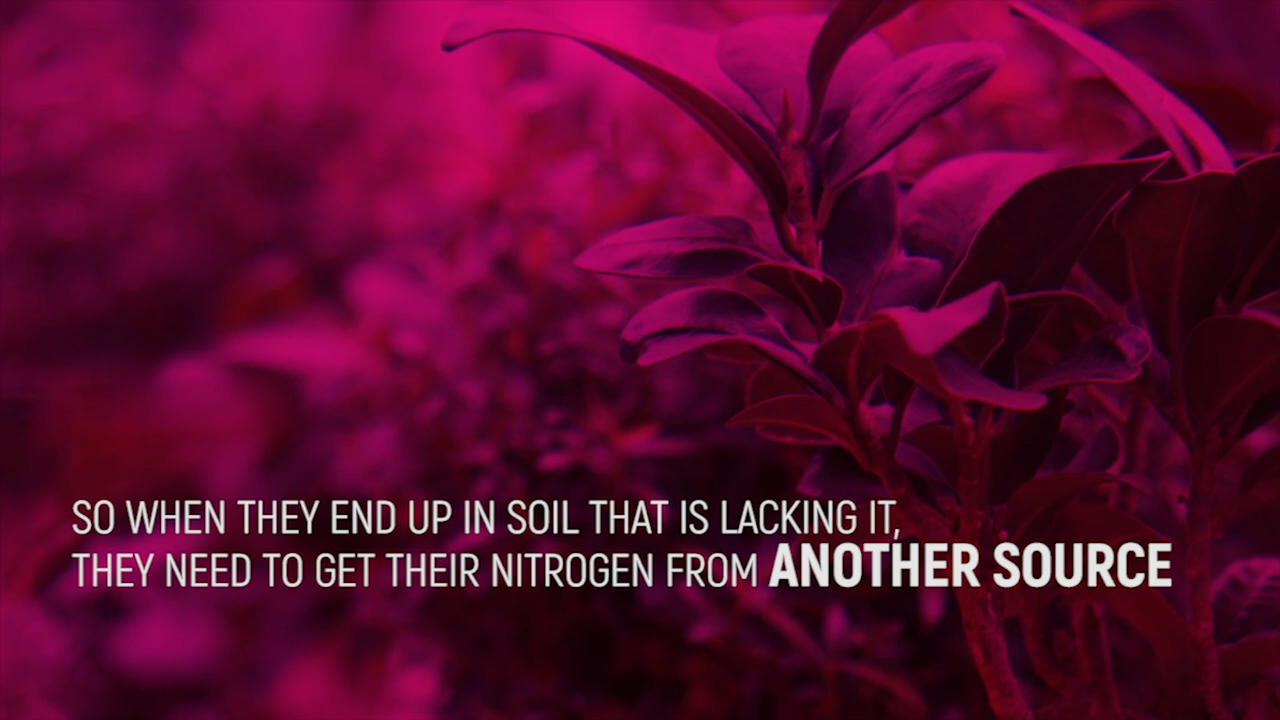 SO WHEN THEY END UP IN SOIL THAT IS LACKING IT,
THEY NEED TO GET THEIR NITROGEN FROM ANOTHER SOURCE